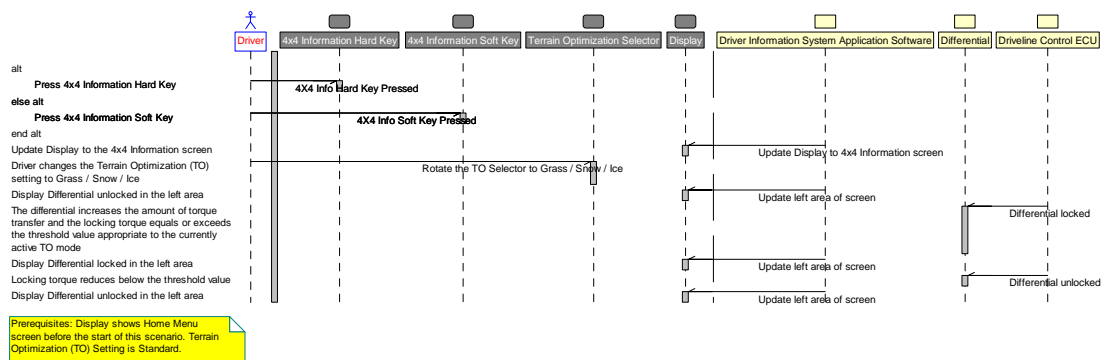 Driver
4x4 Information Hard Key
4x4 Information Soft Key
Terrain Optimization Selector
Display
Driver Information System Application Software
Differential
Driveline Control ECU
alt
Press 4x4 Information Hard Key
4X4 Info Hard Key Pressed
else alt
Press 4x4 Information Soft Key
4X4 Info Soft Key Pressed
end alt
Update Display to the 4x4 Information screen
Update Display to 4x4 Information screen
Driver changes the Terrain Optimization (TO)
setting to Grass / Snow / Ice
Rotate the TO Selector to Grass / Snow / Ice
Display Differential unlocked in the left area
Update left area of screen
The differential increases the amount of torque
transfer and the locking torque equals or exceeds
the threshold value appropriate to the currently
active TO mode
Differential locked
Display Differential locked in the left area
Update left area of screen
Locking torque reduces below the threshold value
Differential unlocked
Display Differential unlocked in the left area
Update left area of screen
Prerequisites: Display shows Home Menu
screen before the start of this scenario. Terrain
Optimization (TO) Setting is Standard.